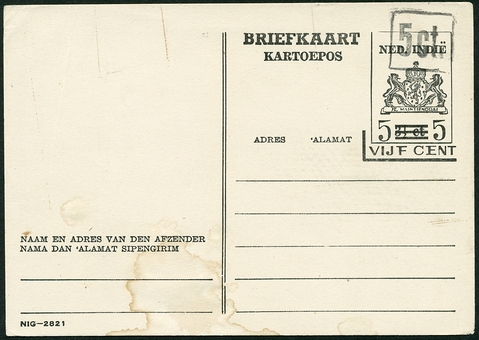 BRIEFKAART
KARTOEPOS
5 ct.
NED. INDIË
JE MAINTIENDRAI
5 3½ ct 5
VIJF CENT
ADRES 'ALAMAT
NAAM EN ADRES VAN DEN AFZENDER
NAMA DAN 'ALAMAT SIPENGIRIM
NIG—2821